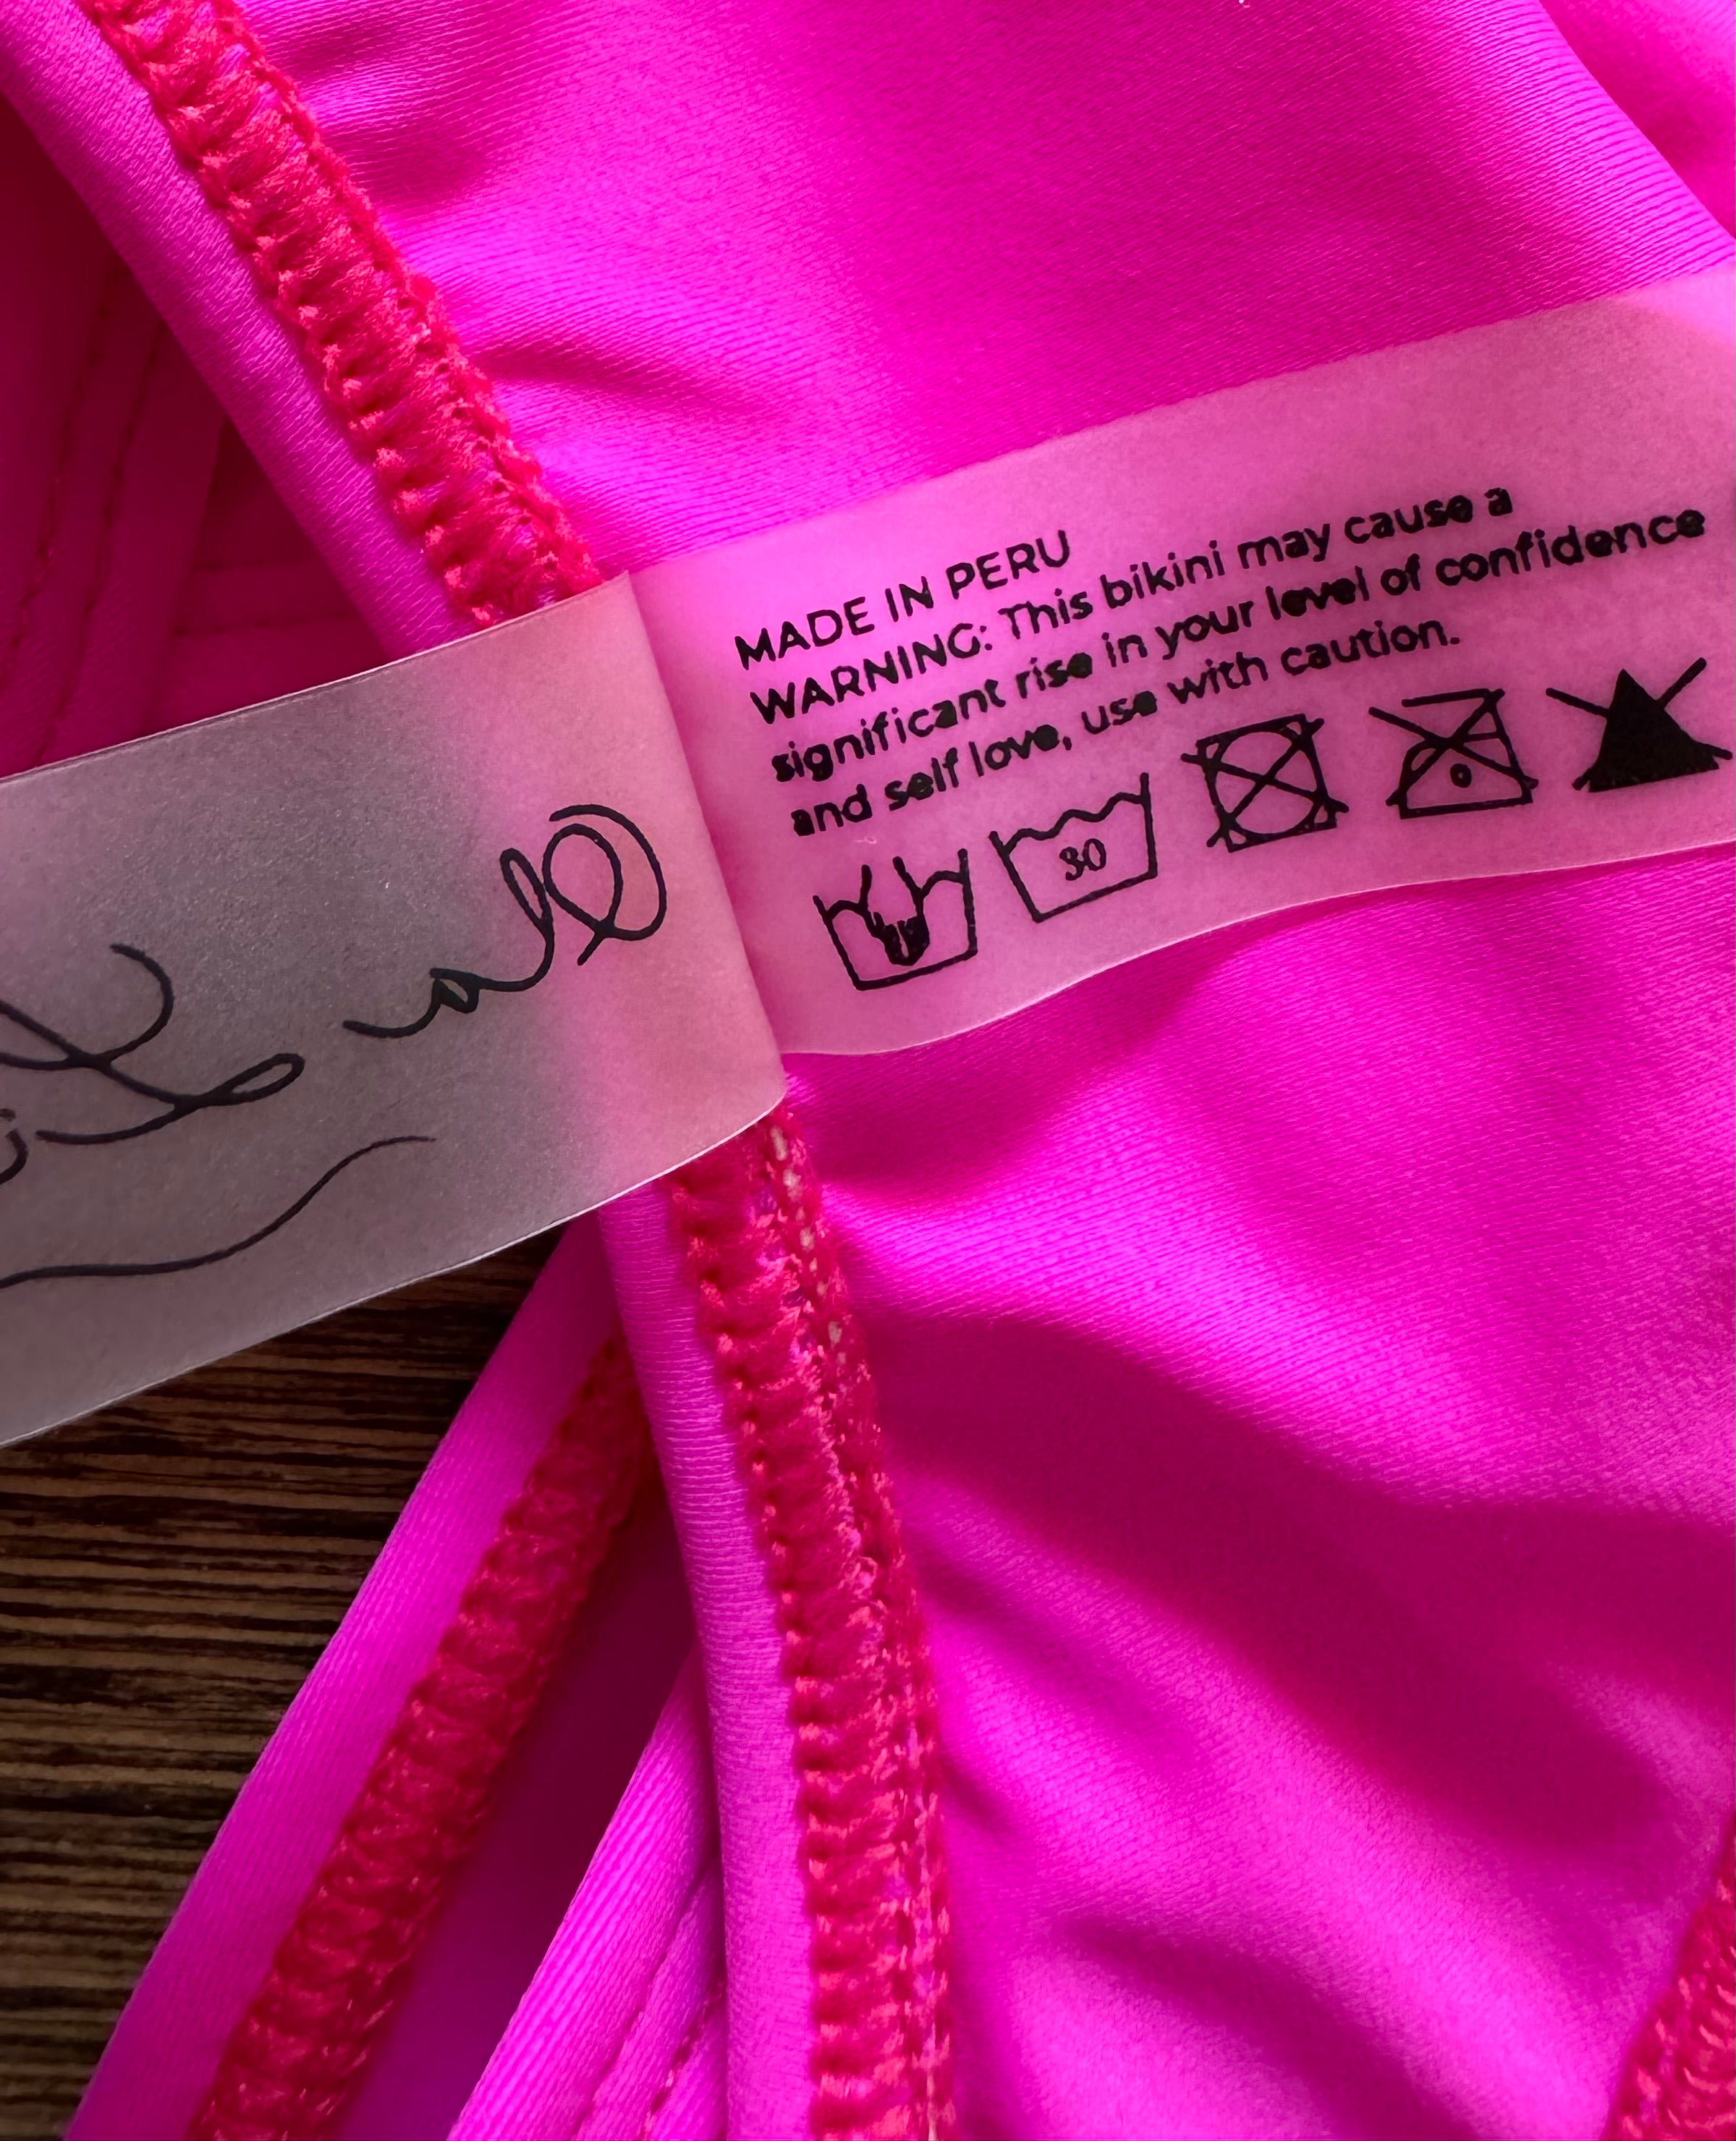 MADE IN PERU
WARNING: This bikini may cause a
significant rise in your level of confidence
and self love, use with caution.
30